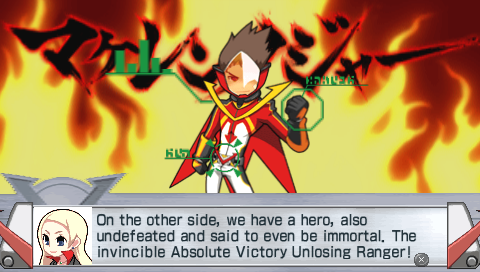 マケレンジャー
On the other side, we have a hero, also
undefeated and said to even be immortal. The
invincible Absolute Victory Unlosing Ranger!